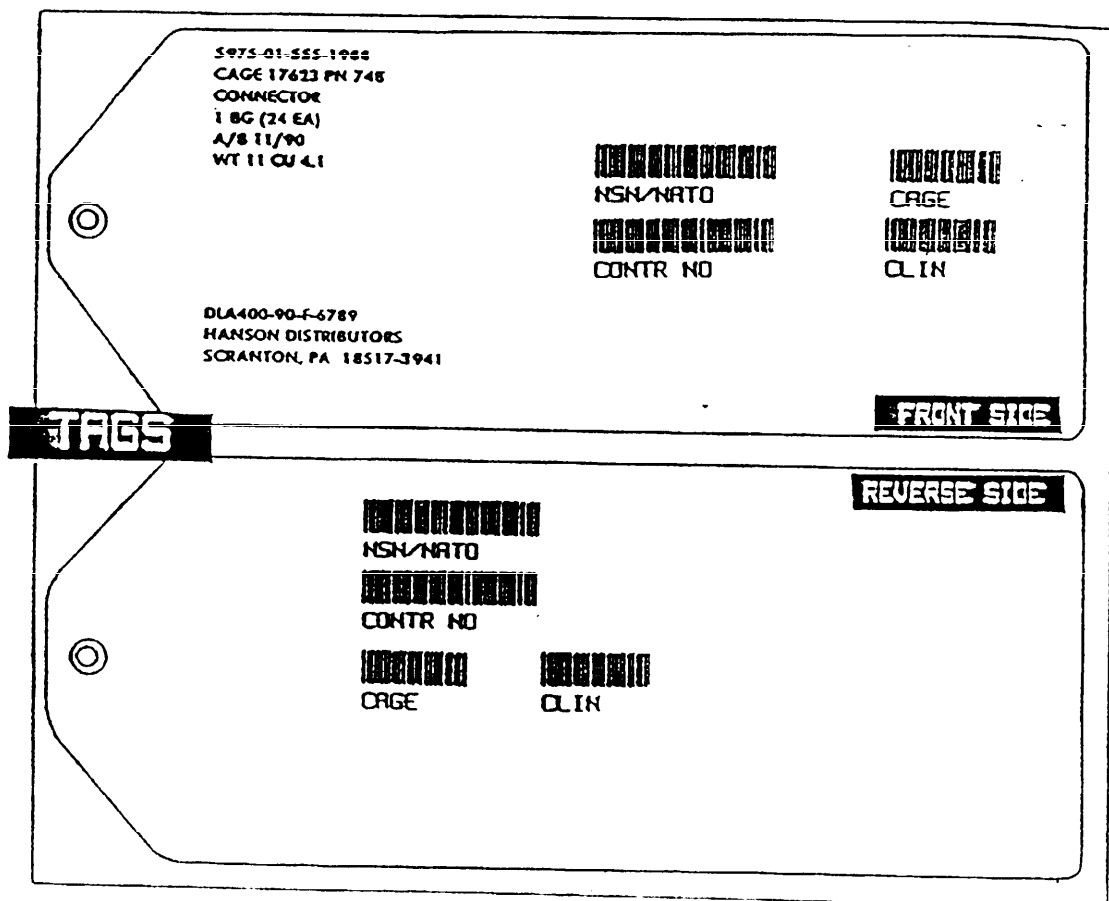 5975-01-555-1988
CAGE 17623 PN 748
CONNECTOR
1 BG (24 EA)
A/B 11/90
WT 11 CU 4.1
NSN/NATO
CAGE
CONTR NO
CLIN
DLA400-90-F-6789
HANSON DISTRIBUTORS
SCRANTON, PA 18517-3941
TAGS
FRONT SIDE
REVERSE SIDE
NSN/NATO
CONTR NO
CAGE
CLIN